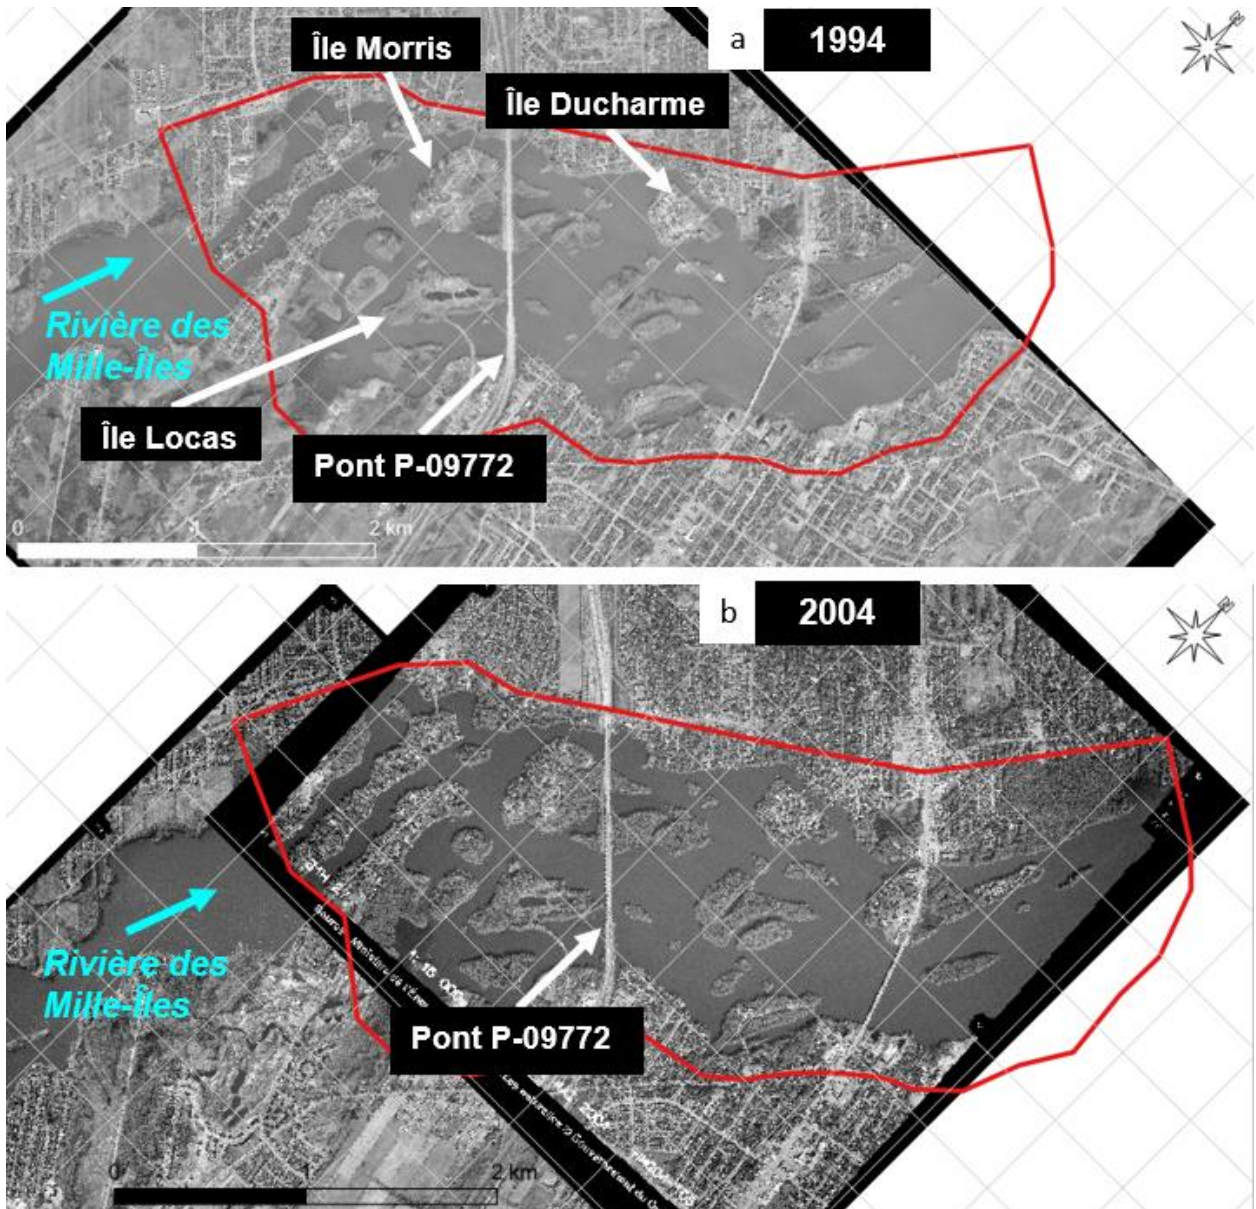 a
1994
Île Morris
Île Ducharme
Rivière des
Mille-Îles
Île Locas
Pont P-09772
0 1 2 km
b
2004
Rivière des
Mille-Îles
Pont P-09772
0 1 2 km